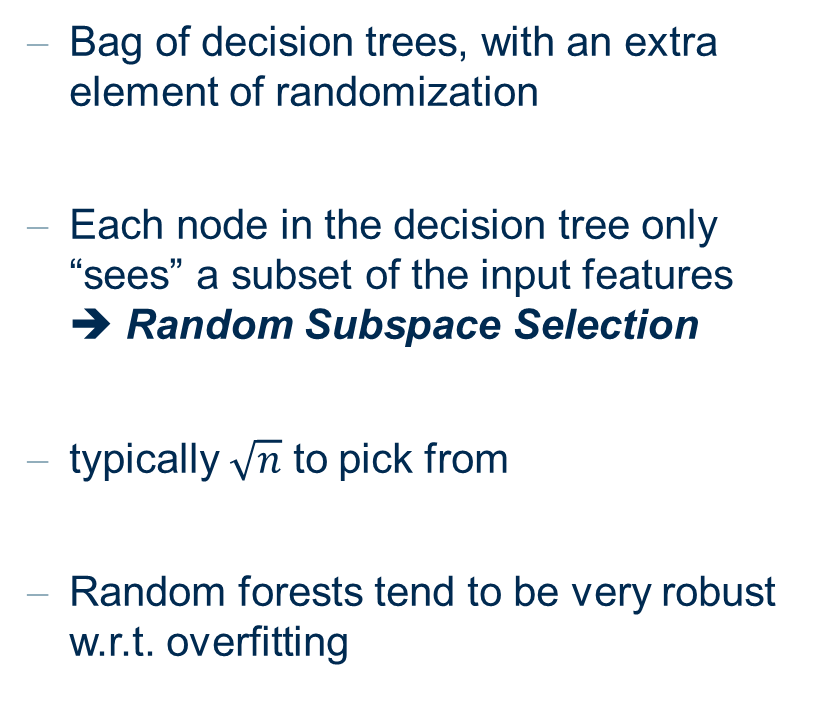 – Bag of decision trees, with an extra
element of randomization
– Each node in the decision tree only
“sees” a subset of the input features
➔ Random Subspace Selection
– typically √n to pick from
– Random forests tend to be very robust
w.r.t. overfitting